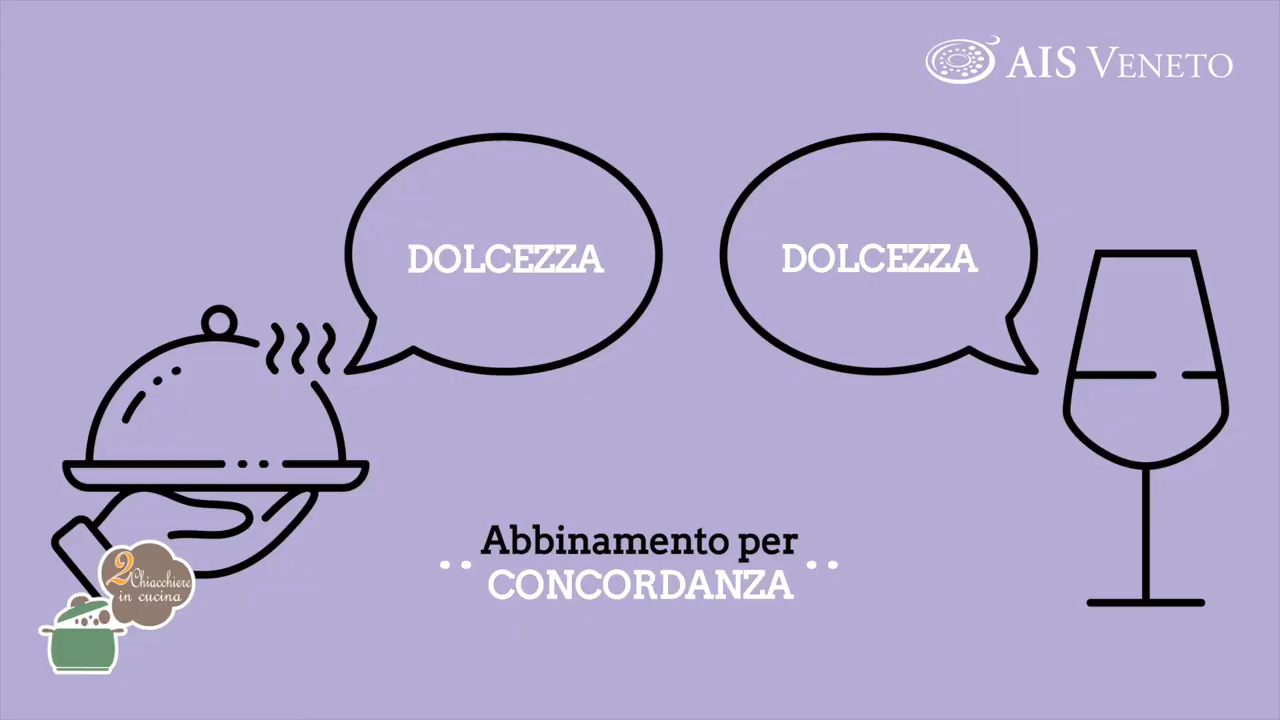 AIS VENETO
DOLCEZZA
DOLCEZZA
Abbinamento per
CONCORDANZA
2 Chiacchiere
in cucina